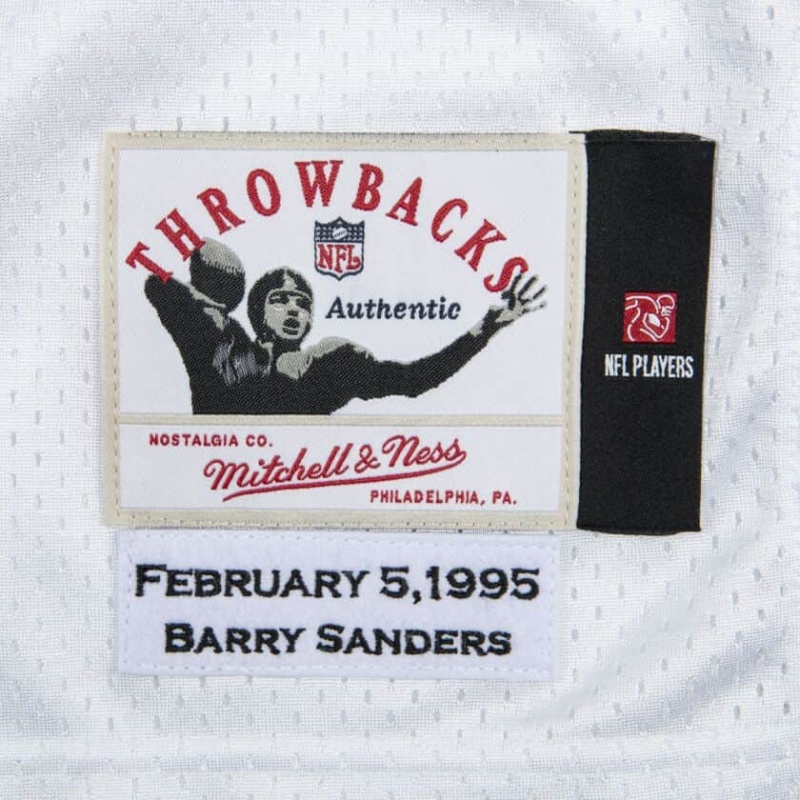 THROWBACKS
NFL
Authentic
NOSTALGIA CO.
Mitchell & Ness
PHILADELPHIA, PA.
NFL PLAYERS
FEBRUARY 5,1995
BARRY SANDERS